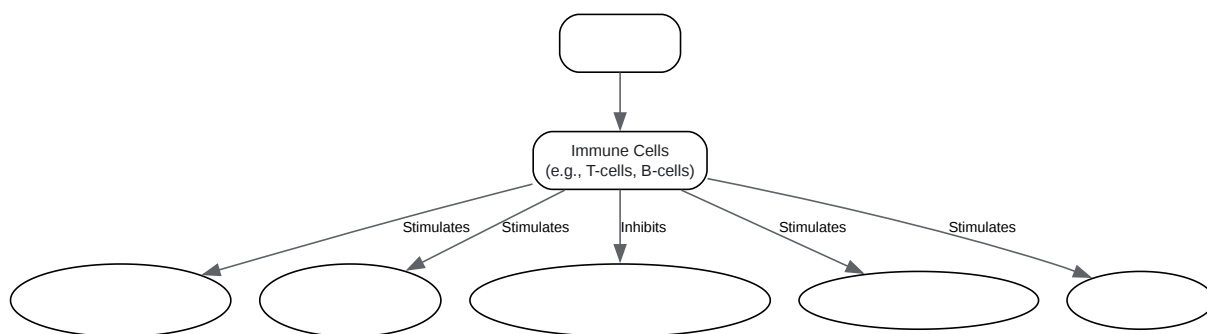 Immune Cells
(e.g., T-cells, B-cells)
Stimulates
Stimulates
Inhibits
Stimulates
Stimulates